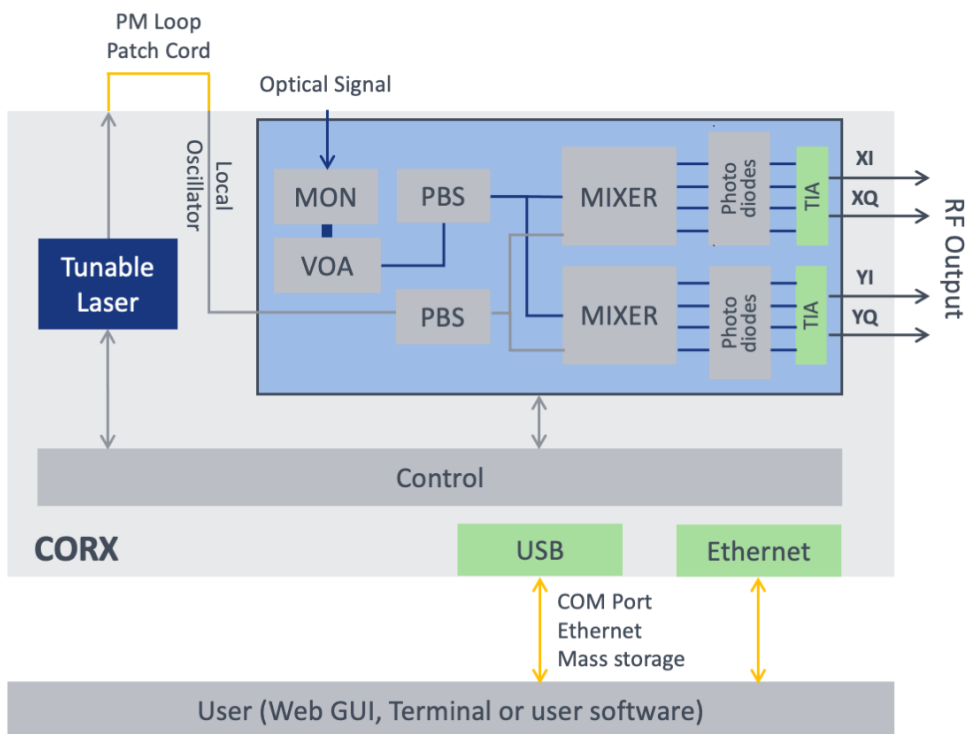 PM Loop
Patch Cord
Optical Signal
Local
Oscillator
MON
VOA
PBS
PBS
MIXER
MIXER
Photo
diodes
Photo
diodes
TIA
TIA
XI
XQ
YI
YQ
RF Output
Tunable
Laser
Control
CORX
USB
Ethernet
COM Port
Ethernet
Mass storage
User (Web GUI, Terminal or user software)